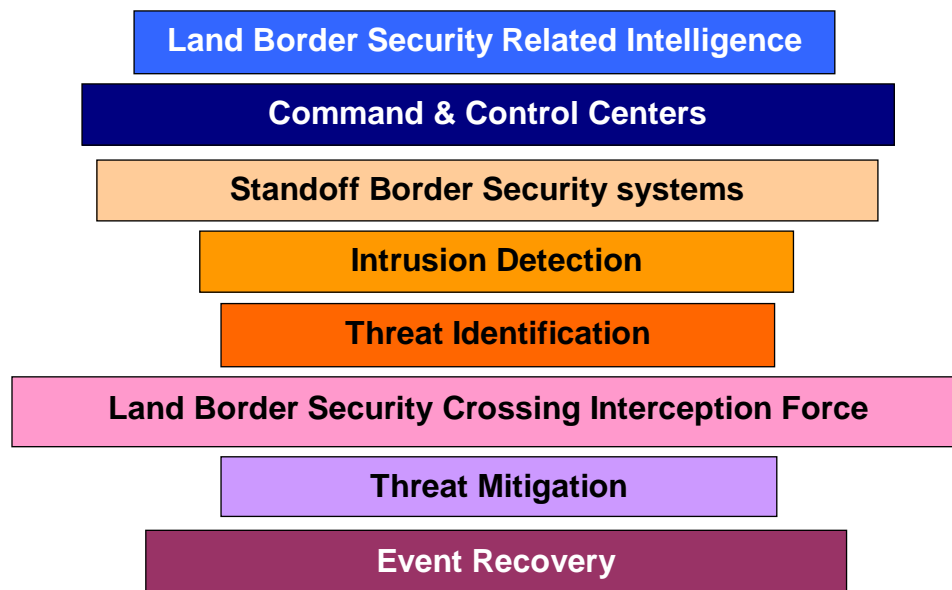 Land Border Security Related Intelligence
Command & Control Centers
Standoff Border Security systems
Intrusion Detection
Threat Identification
Land Border Security Crossing Interception Force
Threat Mitigation
Event Recovery